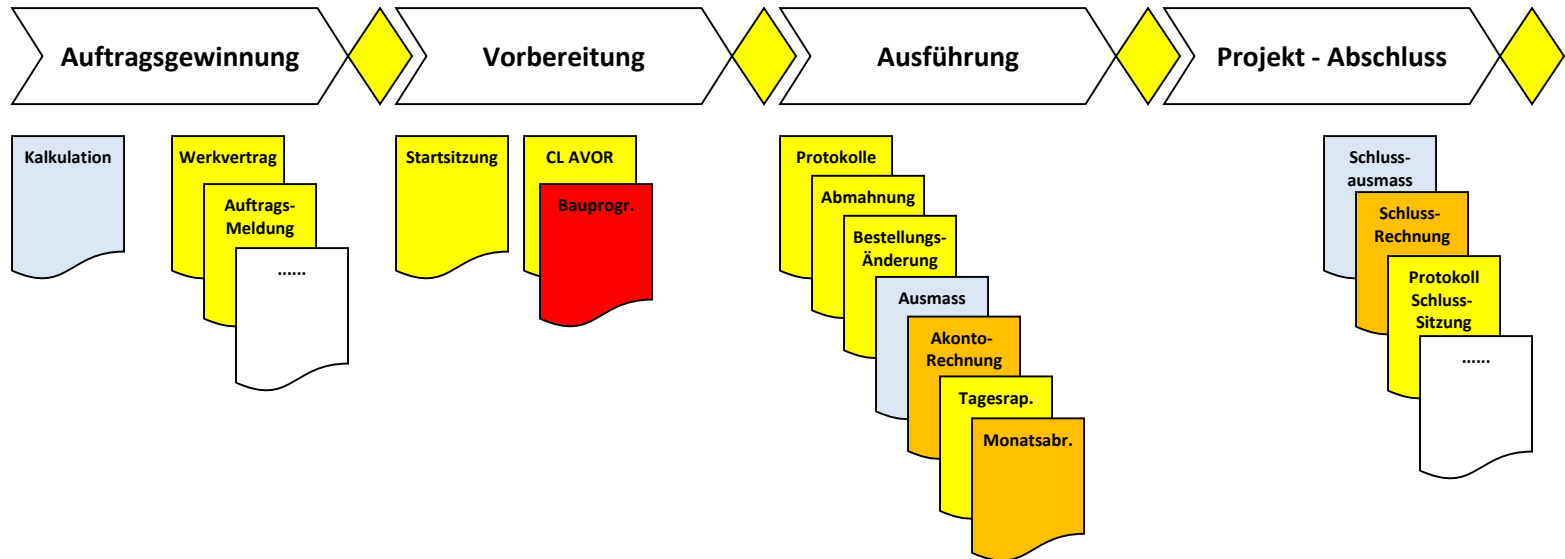 Auftragsgewinnung
Vorbereitung
Ausführung
Projekt - Abschluss
Kalkulation
Werkvertrag
Auftrags-
Meldung
......
Startsitzung
CL AVOR
Bauprogr.
Protokolle
Abmahnung
Bestellungs-
Änderung
Ausmass
Akonto-
Rechnung
Tagesrap.
Monatsabr.
Schluss-
ausmass
Schluss-
Rechnung
Protokoll
Schluss-
Sitzung
......